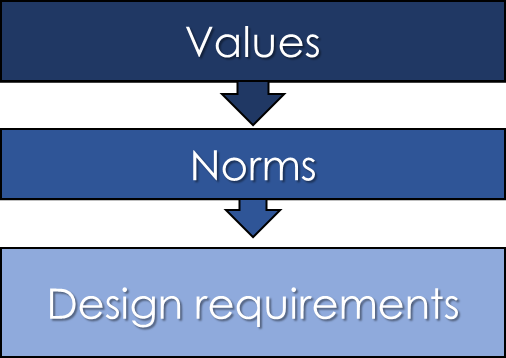 Values
Norms
Design requirements